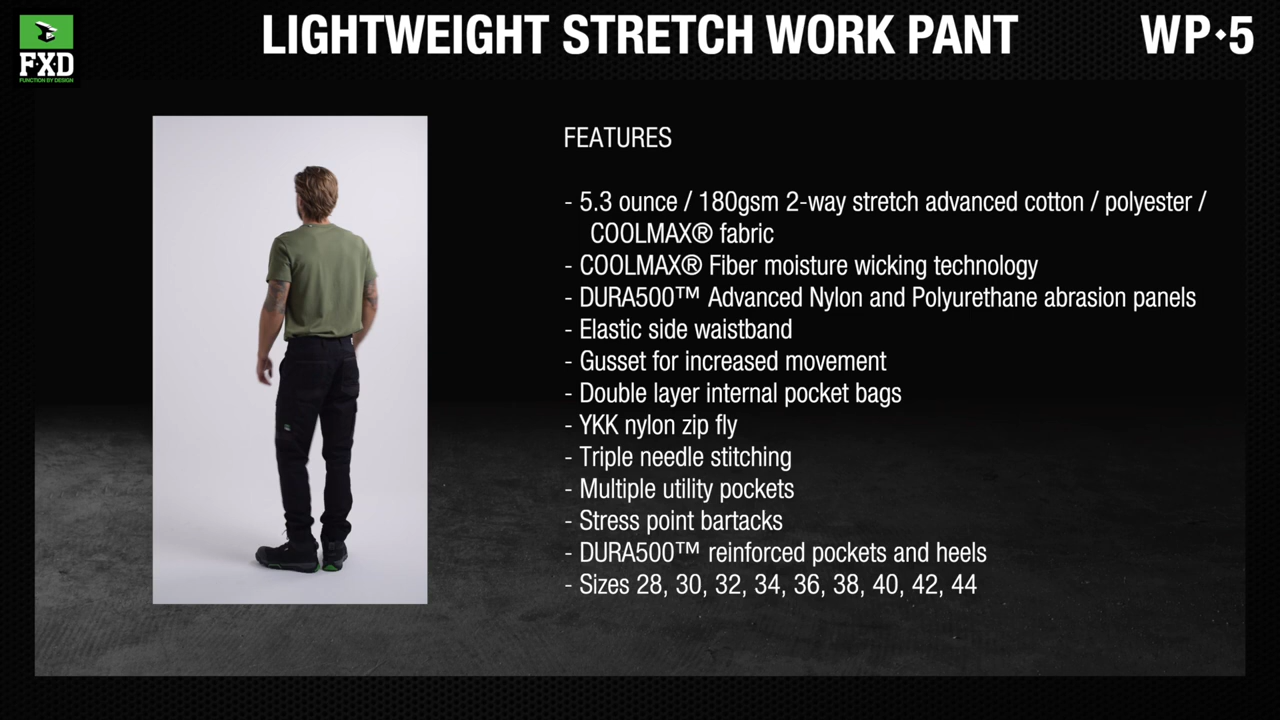 LIGHTWEIGHT STRETCH WORK PANT
WP•5
F.X.D
FUNCTION BY DESIGN
FEATURES
- 5.3 ounce / 180gsm 2-way stretch advanced cotton / polyester /
COOLMAX® fabric
- COOLMAX® Fiber moisture wicking technology
- DURA500™ Advanced Nylon and Polyurethane abrasion panels
- Elastic side waistband
- Gusset for increased movement
- Double layer internal pocket bags
- YKK nylon zip fly
- Triple needle stitching
- Multiple utility pockets
- Stress point bartacks
- DURA500™ reinforced pockets and heels
- Sizes 28, 30, 32, 34, 36, 38, 40, 42, 44